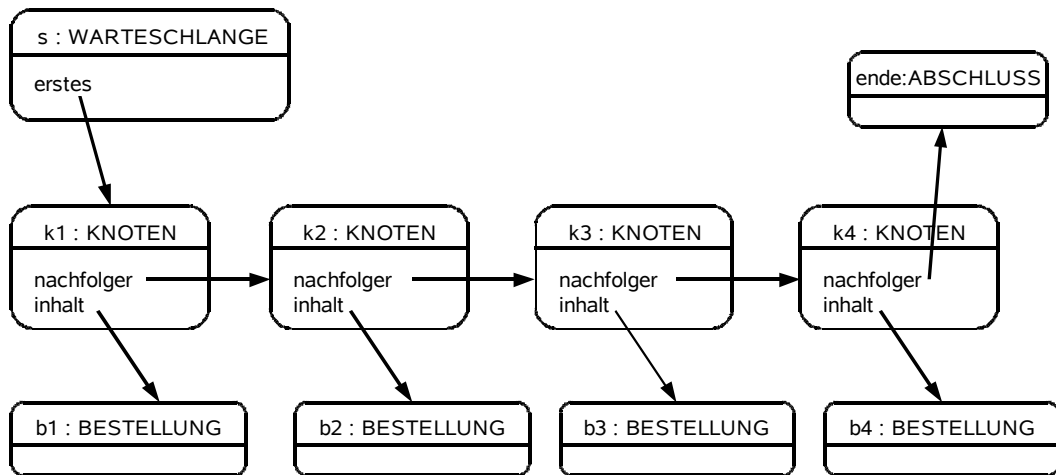 s : WARTESCHLANGE
erstes
ende:ABSCHLUSS
k1 : KNOTEN
nachfolger
inhalt
k2 : KNOTEN
nachfolger
inhalt
k3 : KNOTEN
nachfolger
inhalt
k4 : KNOTEN
nachfolger
inhalt
b1 : BESTELLUNG
b2 : BESTELLUNG
b3 : BESTELLUNG
b4 : BESTELLUNG